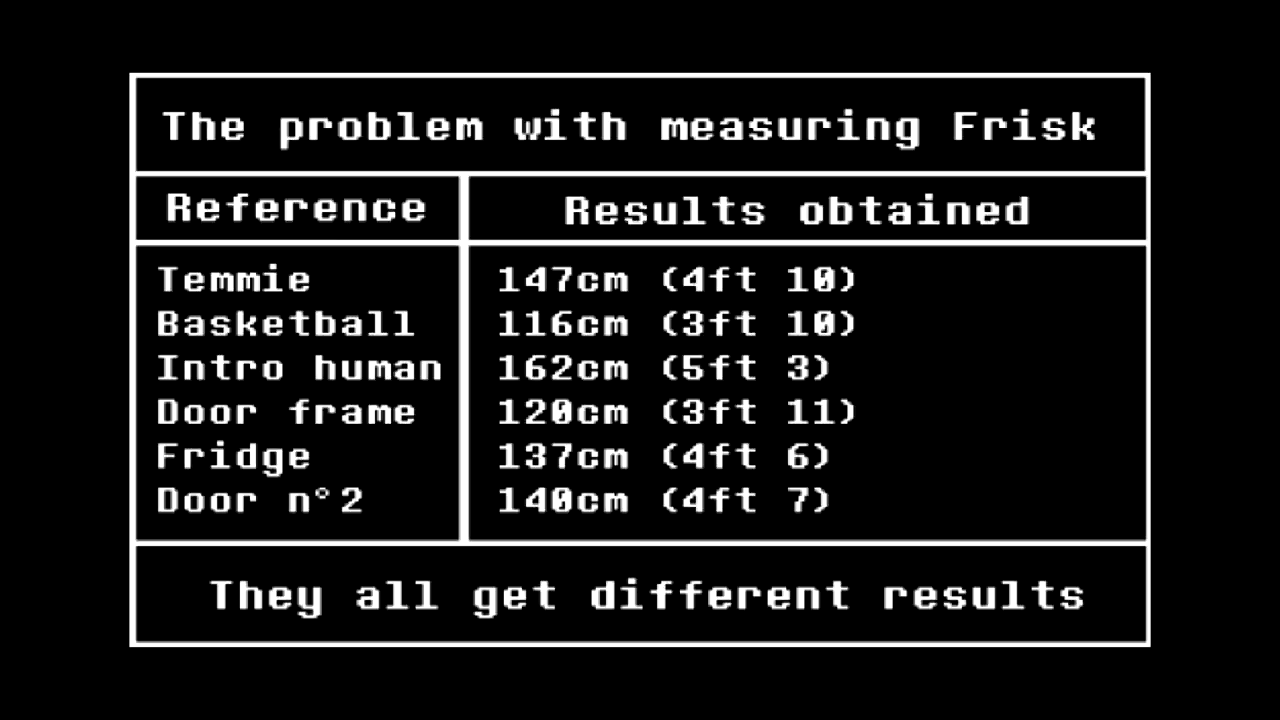 The problem with measuring Frisk
Reference
Results obtained
Temmie 147cm (4ft 10)
Basketball 116cm (3ft 10)
Intro human 162cm (5ft 3)
Door frame 120cm (3ft 11)
Fridge 137cm (4ft 6)
Door n°2 140cm (4ft 7)
They all get different results